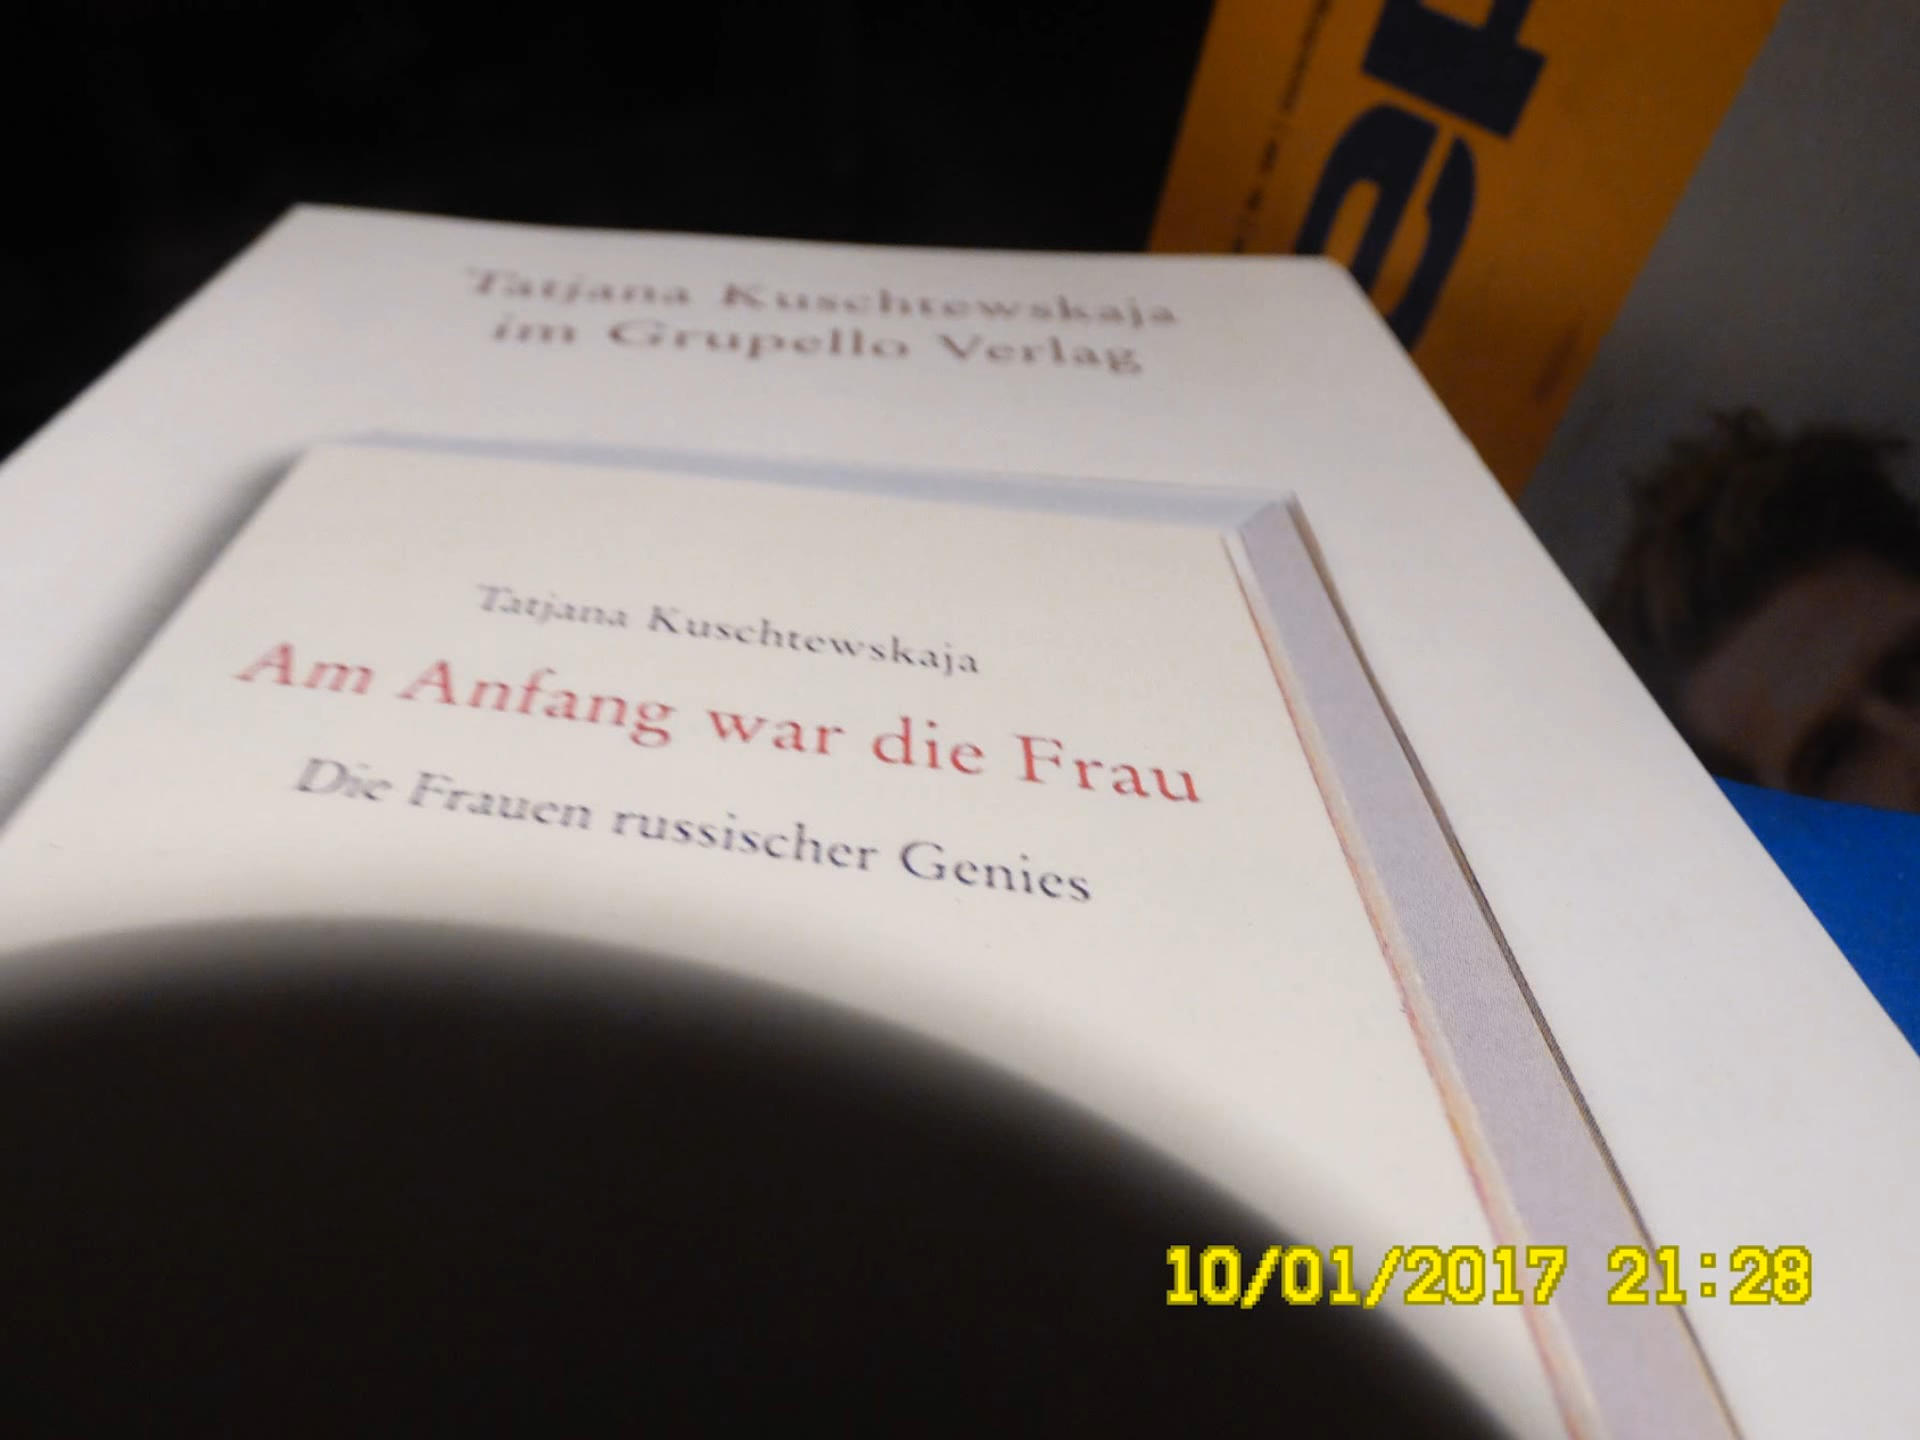 Tatjana Kuschtewskaja
im Grupello Verlag
Tatjana Kuschtewskaja
Am Anfang war die Frau
Die Frauen russischer Genies
10/01/2017 21:28